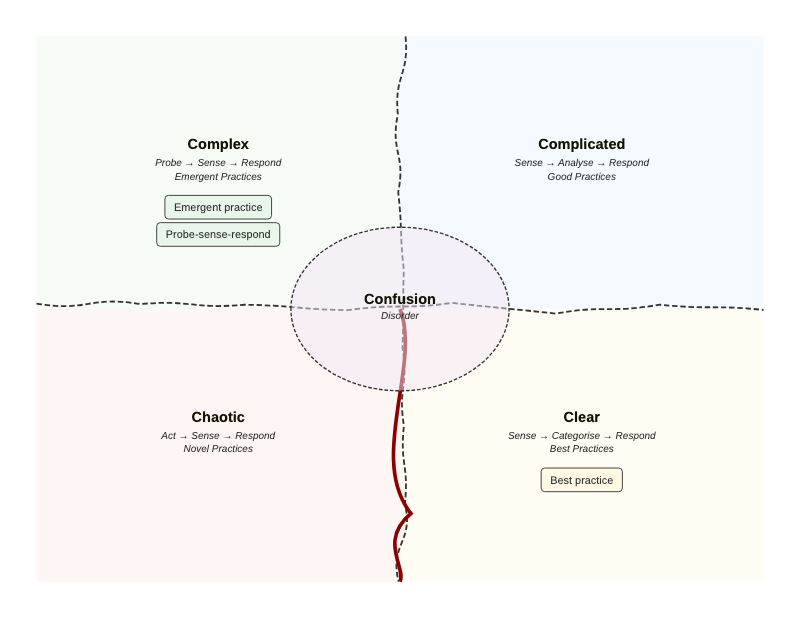 Complex
Probe → Sense → Respond
Emergent Practices
Emergent practice
Probe-sense-respond
Complicated
Sense → Analyse → Respond
Good Practices
Confusion
Disorder
Chaotic
Act → Sense → Respond
Novel Practices
Clear
Sense → Categorise → Respond
Best Practices
Best practice